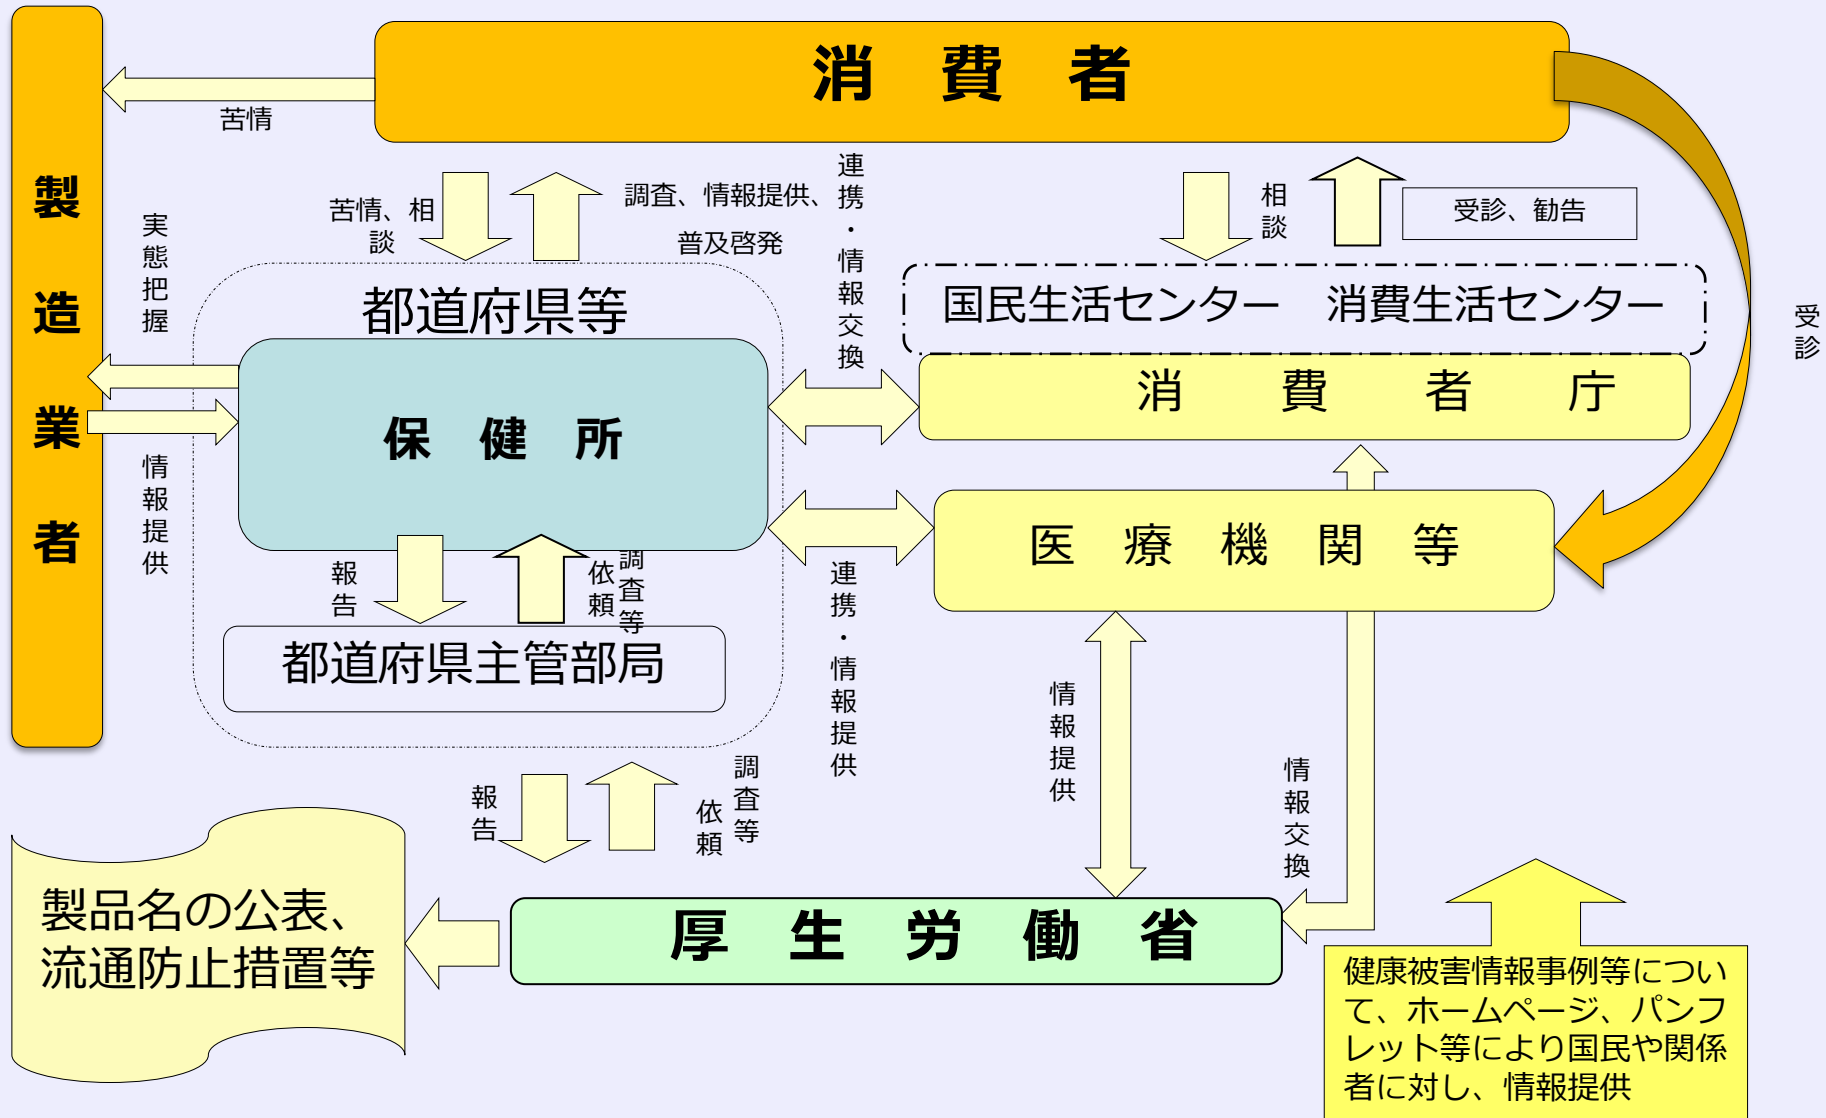 消 費 者
苦情
製造業者
実態把握
情報提供
苦情、相
談
調査、情報提供、
普及啓発
連携・情報交換
相談
受診、勧告
受診
都道府県等
国民生活センター 消費生活センター
消 費 者 庁
保 健 所
医 療 機 関 等
報告
依頼
調査等
都道府県主管部局
連携・情報提供
情報提供
情報交換
報告
依頼
調査等
製品名の公表、
流通防止措置等
厚 生 労 働 省
健康被害情報事例等につい
て、ホームページ、パンフ
レット等により国民や関係
者に対し、情報提供